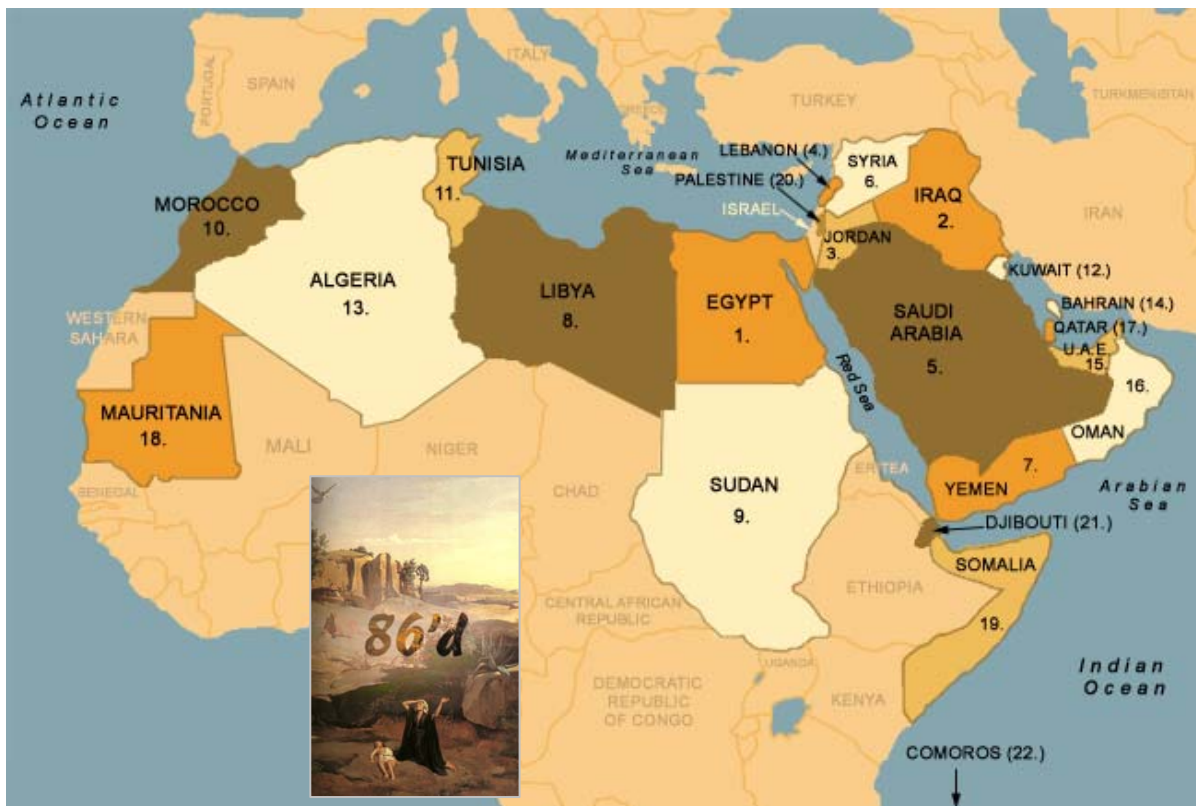 Atlantic
Ocean
PORTUGAL
SPAIN
ITALY
GREECE
TURKEY
TURKMENISTAN
Mediterranean
Sea
LEBANON (4.)
PALESTINE (20.)
ISRAEL
SYRIA
6.
IRAQ
2.
IRAN
JORDAN
3.
KUWAIT (12.)
BAHRAIN (14.)
QATAR (17.)
U.A.E.
15.
MOROCCO
10.
TUNISIA
11.
ALGERIA
13.
LIBYA
8.
EGYPT
1.
SAUDI
ARABIA
5.
Red Sea
16.
OMAN
7.
YEMEN
Arabian
Sea
WESTERN
SAHARA
MAURITANIA
18.
MALI
NIGER
CHAD
SUDAN
9.
ERITEA
SENEGAL
DJIBOUTI (21.)
SOMALIA
19.
ETHIOPIA
CENTRAL AFRICAN
REPUBLIC
UGANDA
KENYA
DEMOCRATIC
REPUBLIC
OF CONGO
Indian
Ocean
COMOROS (22.)
86'd